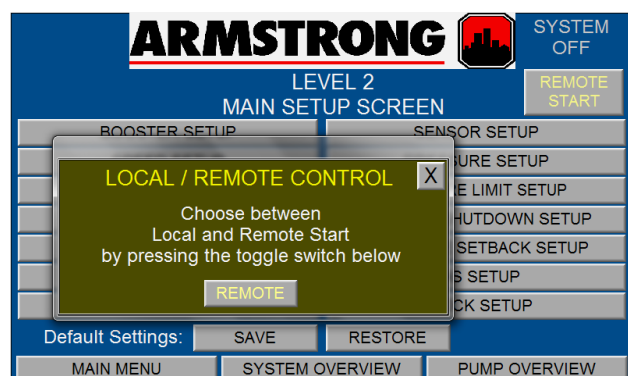 ARMSTRONG
SYSTEM
OFF
LEVEL 2
MAIN SETUP SCREEN
REMOTE
START
BOOSTER SETUP
SENSOR SETUP
SURE SETUP
RE LIMIT SETUP
HUTDOWN SETUP
SETBACK SETUP
S SETUP
CK SETUP
LOCAL / REMOTE CONTROL
X
Choose between
Local and Remote Start
by pressing the toggle switch below
REMOTE
Default Settings:
SAVE
RESTORE
MAIN MENU
SYSTEM OVERVIEW
PUMP OVERVIEW